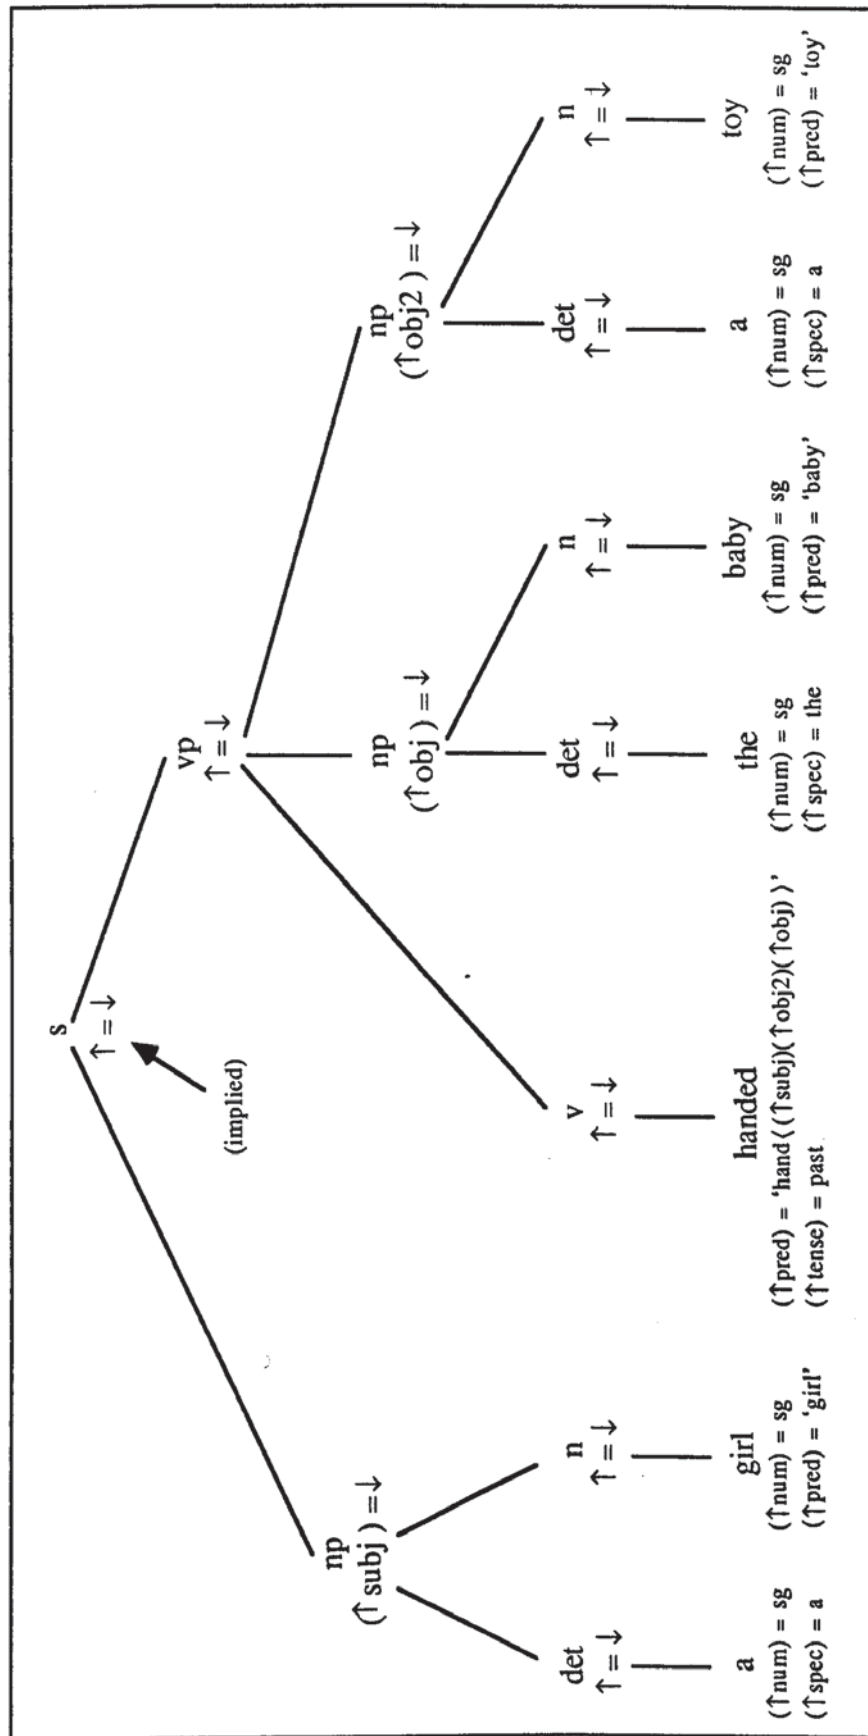 s
↑ = ↓
(implied)
np
(↑subj) = ↓
vp
↑ = ↓
np
(↑obj) = ↓
np
(↑obj2) = ↓
det
↑ = ↓
n
↑ = ↓
v
↑ = ↓
det
↑ = ↓
n
↑ = ↓
det
↑ = ↓
n
↑ = ↓
a
(↑num) = sg
(↑spec) = a
girl
(↑num) = sg
(↑pred) = ‘girl’
handed
(↑pred) = ‘hand⟨(↑subj)(↑obj2)(↑obj)⟩’
(↑tense) = past
the
(↑num) = sg
(↑spec) = the
baby
(↑num) = sg
(↑pred) = ‘baby’
a
(↑num) = sg
(↑spec) = a
toy
(↑num) = sg
(↑pred) = ‘toy’